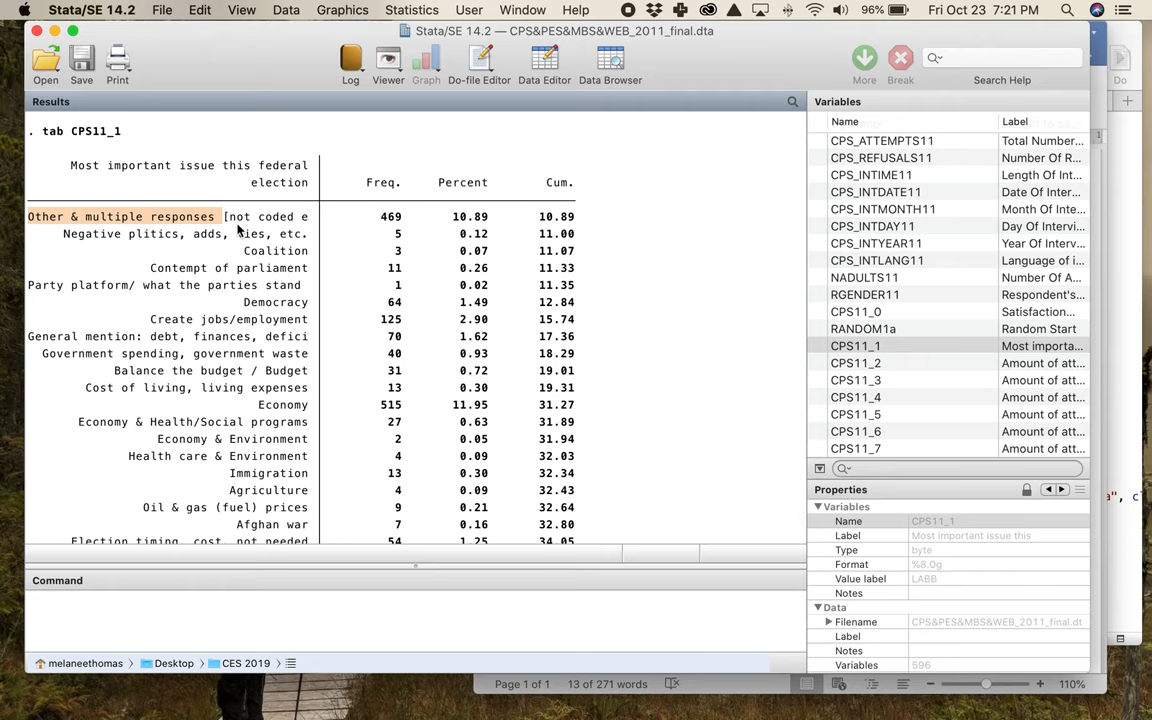 Stata/SE 14.2 File Edit View Data Graphics Statistics User Window Help 96% Fri Oct 23 7:21 PM
Stata/SE 14.2 — CPS&PES&MBS&WEB_2011_final.dta
Open Save Print Log Viewer Graph Do-file Editor Data Editor Data Browser More Break Search Help Do
Results
. tab CPS11_1
Most important issue this federal
election Freq. Percent Cum.
Other & multiple responses [not coded e 469 10.89 10.89
Negative plitics, adds, lies, etc. 5 0.12 11.00
Coalition 3 0.07 11.07
Contempt of parliament 11 0.26 11.33
Party platform/ what the parties stand 1 0.02 11.35
Democracy 64 1.49 12.84
Create jobs/employment 125 2.90 15.74
General mention: debt, finances, defici 70 1.62 17.36
Government spending, government waste 40 0.93 18.29
Balance the budget / Budget 31 0.72 19.01
Cost of living, living expenses 13 0.30 19.31
Economy 515 11.95 31.27
Economy & Health/Social programs 27 0.63 31.89
Economy & Environment 2 0.05 31.94
Health care & Environment 4 0.09 32.03
Immigration 13 0.30 32.34
Agriculture 4 0.09 32.43
Oil & gas (fuel) prices 9 0.21 32.64
Afghan war 7 0.16 32.80
Election timing, cost, not needed 54 1.25 34.05
Command
melaneethomas Desktop CES 2019
Variables
Name Label
CPS_ATTEMPTS11 Total Number...
CPS_REFUSALS11 Number Of R...
CPS_INTIME11 Length Of Int...
CPS_INTDATE11 Date Of Inter...
CPS_INTMONTH11 Month Of Inte...
CPS_INTDAY11 Day Of Intervi...
CPS_INTYEAR11 Year Of Interv...
CPS_INTLANG11 Language of i...
NADULTS11 Number Of A...
RGENDER11 Respondent's...
CPS11_0 Satisfaction...
RANDOM1a Random Start
CPS11_1 Most importa...
CPS11_2 Amount of att...
CPS11_3 Amount of att...
CPS11_4 Amount of att...
CPS11_5 Amount of att...
CPS11_6 Amount of att...
CPS11_7 Amount of att...
Properties
Variables
Name CPS11_1
Label Most important issue this
Type byte
Format %8.0g
Value label LABB
Notes
Data
Filename CPS&PES&MBS&WEB_2011_final.dt
Label
Notes
Variables 596
1
a", c
Page 1 of 1 13 of 271 words 110%